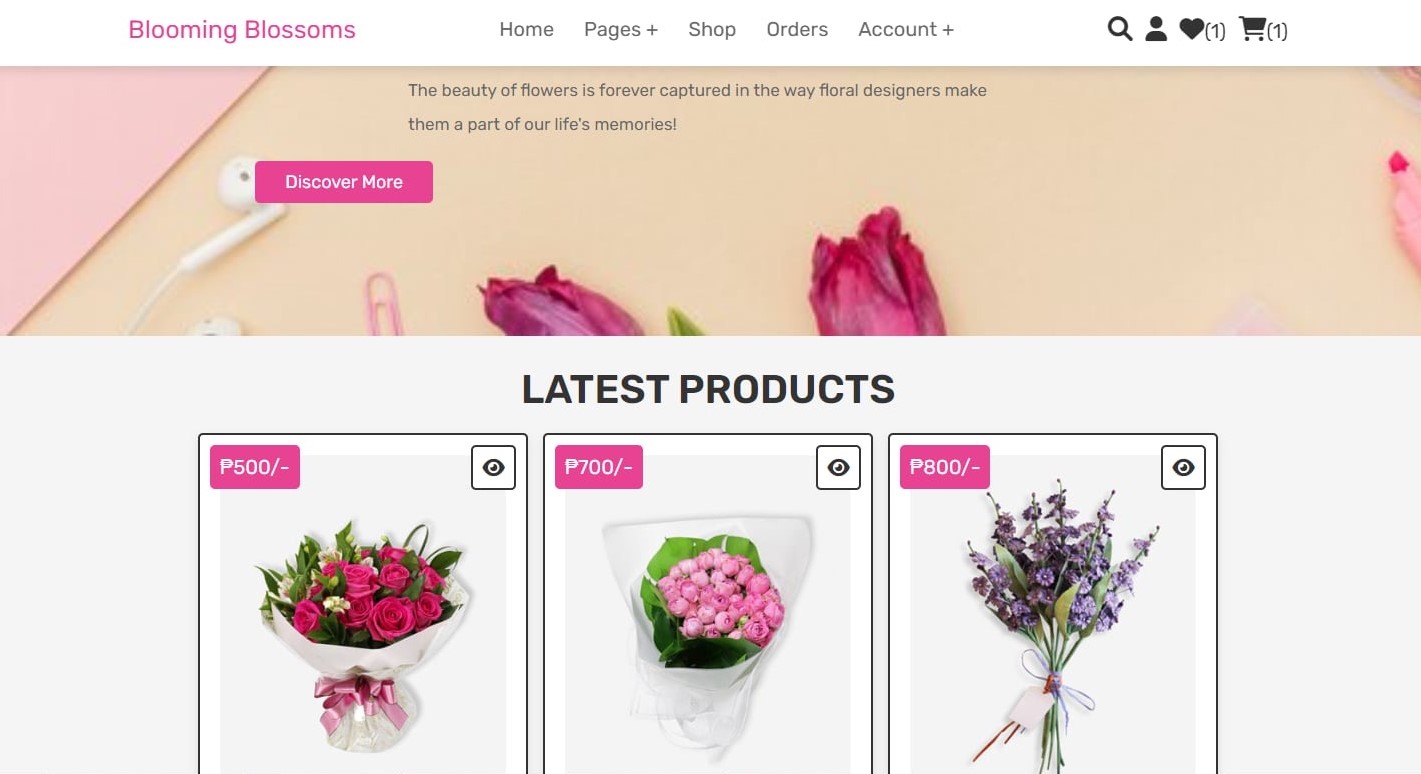 Blooming Blossoms Home Pages + Shop Orders Account + (1) (1)
The beauty of flowers is forever captured in the way floral designers make
them a part of our life's memories!
Discover More
LATEST PRODUCTS
₱500/- ₱700/- ₱800/-